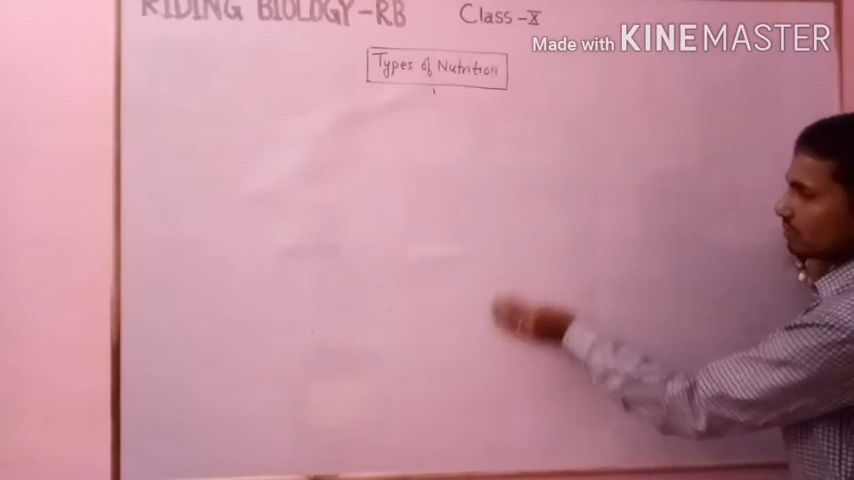 RIDING BIOLOGY-RB Class-X
Made with KINEMASTER
Types of Nutrition